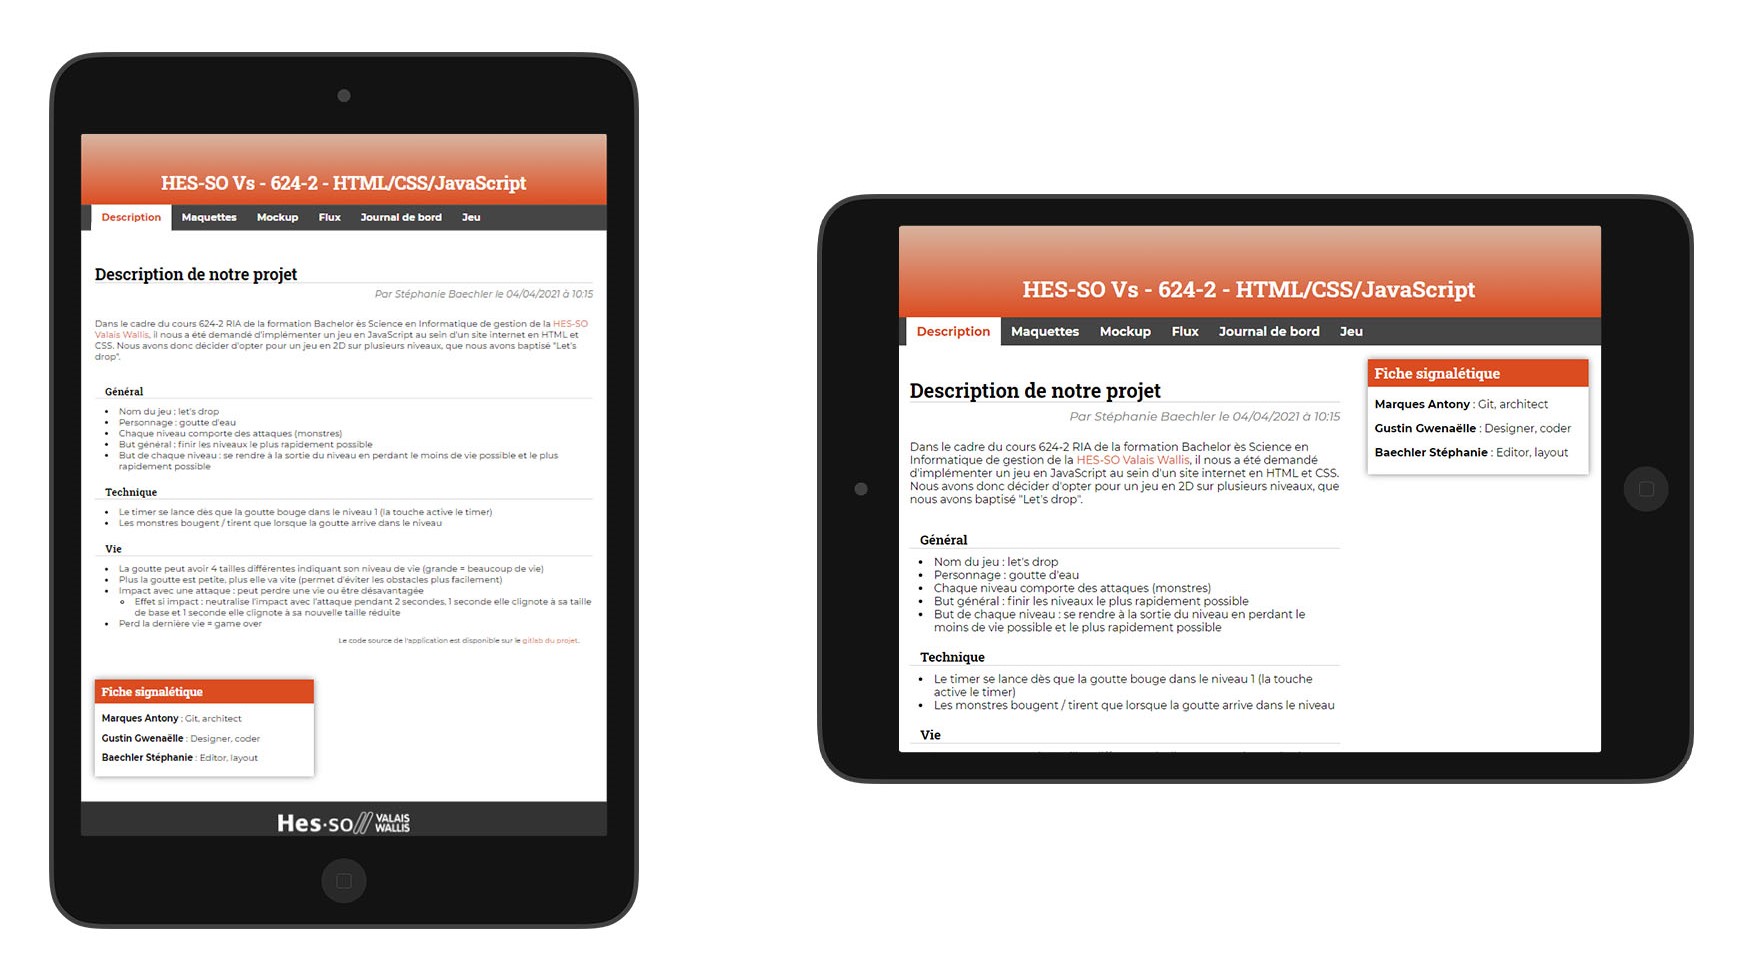 HES-SO Vs - 624-2 - HTML/CSS/JavaScript
Description Maquettes Mockup Flux Journal de bord Jeu
Description de notre projet
Par Stéphanie Baechler le 04/04/2021 à 10:15
Dans le cadre du cours 624-2 RIA de la formation Bachelor ès Science en Informatique de gestion de la HES-SO
Valais Wallis, il nous a été demandé d'implémenter un jeu en JavaScript au sein d'un site internet en HTML et
CSS. Nous avons donc décider d'opter pour un jeu en 2D sur plusieurs niveaux, que nous avons baptisé "Let's
drop".
Général
• Nom du jeu : let's drop
• Personnage : goutte d'eau
• Chaque niveau comporte des attaques (monstres)
• But général : finir les niveaux le plus rapidement possible
• But de chaque niveau : se rendre à la sortie du niveau en perdant le moins de vie possible et le plus
rapidement possible
Technique
• Le timer se lance dès que la goutte bouge dans le niveau 1 (la touche active le timer)
• Les monstres bougent / tirent que lorsque la goutte arrive dans le niveau
Vie
• La goutte peut avoir 4 tailles différentes indiquant son niveau de vie (grande = beaucoup de vie)
• Plus la goutte est petite, plus elle va vite (permet d'éviter les obstacles plus facilement)
• Impact avec une attaque : peut perdre une vie ou être désavantagée
◦ Effet si impact : neutralise l'impact avec l'attaque pendant 2 secondes, 1 seconde elle clignote à sa taille
de base et 1 seconde elle clignote à sa nouvelle taille réduite
• Perd la dernière vie = game over
Le code source de l'application est disponible sur le gitlab du projet.
Fiche signalétique
Marques Antony : Git, architect
Gustin Gwenaëlle : Designer, coder
Baechler Stéphanie : Editor, layout
Hes·so VALAIS
WALLIS
HES-SO Vs - 624-2 - HTML/CSS/JavaScript
Description Maquettes Mockup Flux Journal de bord Jeu
Description de notre projet
Par Stéphanie Baechler le 04/04/2021 à 10:15
Dans le cadre du cours 624-2 RIA de la formation Bachelor ès Science en
Informatique de gestion de la HES-SO Valais Wallis, il nous a été demandé
d'implémenter un jeu en JavaScript au sein d'un site internet en HTML et CSS.
Nous avons donc décider d'opter pour un jeu en 2D sur plusieurs niveaux, que
nous avons baptisé "Let's drop".
Général
• Nom du jeu : let's drop
• Personnage : goutte d'eau
• Chaque niveau comporte des attaques (monstres)
• But général : finir les niveaux le plus rapidement possible
• But de chaque niveau : se rendre à la sortie du niveau en perdant le
moins de vie possible et le plus rapidement possible
Technique
• Le timer se lance dès que la goutte bouge dans le niveau 1 (la touche
active le timer)
• Les monstres bougent / tirent que lorsque la goutte arrive dans le niveau
Vie
Fiche signalétique
Marques Antony : Git, architect
Gustin Gwenaëlle : Designer, coder
Baechler Stéphanie : Editor, layout